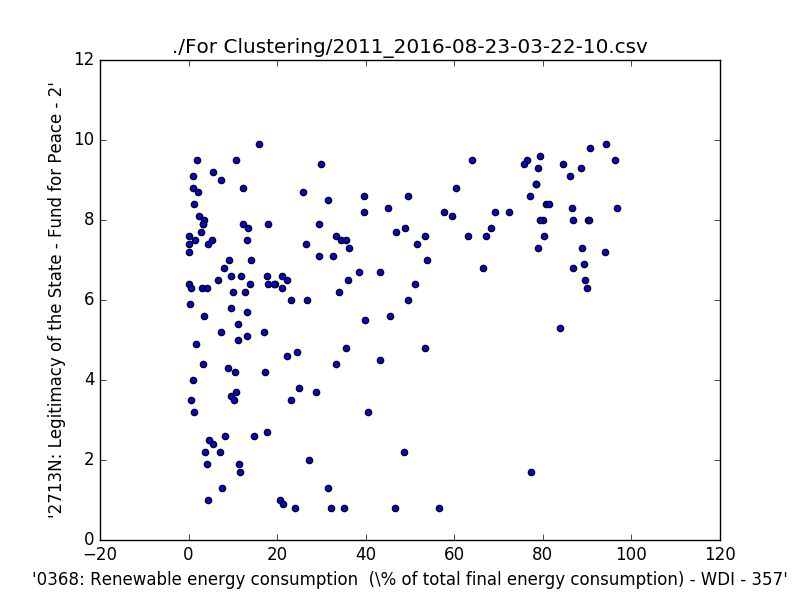 ./For Clustering/2011_2016-08-23-03-22-10.csv
12
10
8
6
4
2
0
'2713N: Legitimacy of the State - Fund for Peace - 2'
−20 0 20 40 60 80 100 120
'0368: Renewable energy consumption  (\% of total final energy consumption) - WDI - 357'